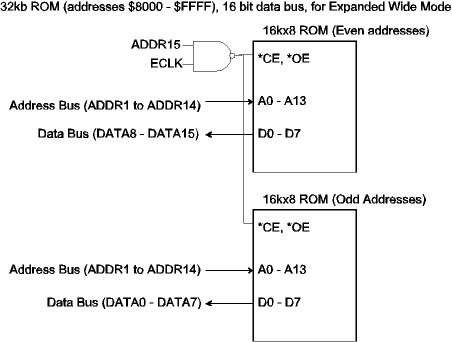 32kb ROM (addresses $8000 - $FFFF), 16 bit data bus, for Expanded Wide Mode
16kx8 ROM (Even addresses)
ADDR15
ECLK
*CE, *OE
Address Bus (ADDR1 to ADDR14)
A0 - A13
Data Bus (DATA8 - DATA15)
D0 - D7
16kx8 ROM (Odd Addresses)
*CE, *OE
Address Bus (ADDR1 to ADDR14)
A0 - A13
Data Bus (DATA0 - DATA7)
D0 - D7